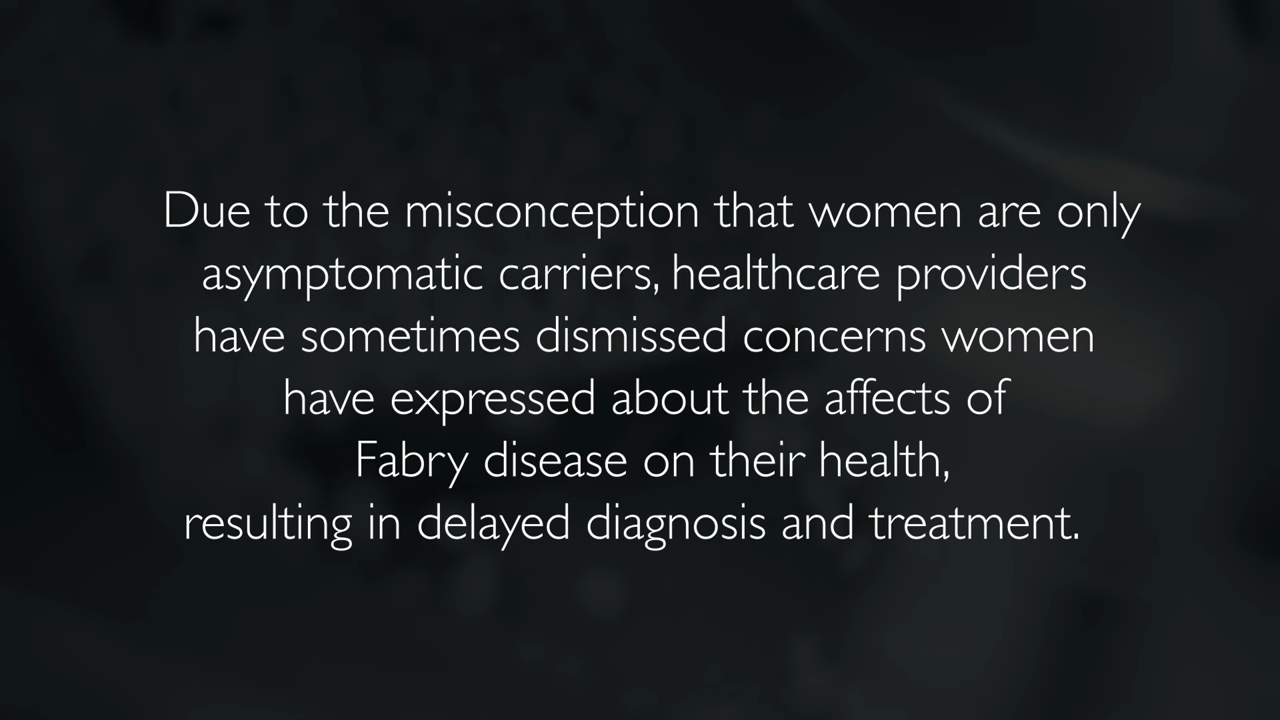 Due to the misconception that women are only
asymptomatic carriers, healthcare providers
have sometimes dismissed concerns women
have expressed about the affects of
Fabry disease on their health,
resulting in delayed diagnosis and treatment.